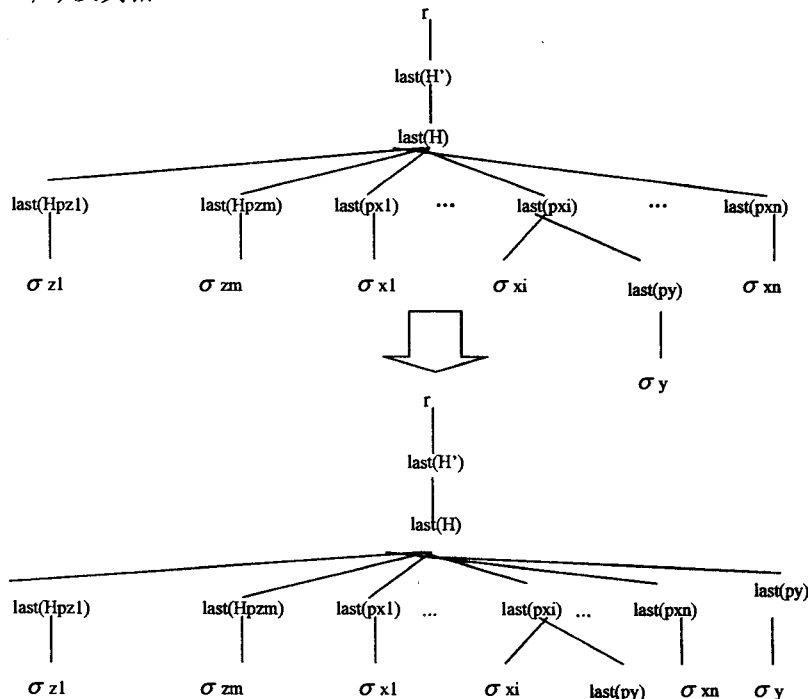 r
last(H')
last(H)
last(Hpz1) last(Hpzm) last(px1) ... last(pxi) ... last(pxn)
σ z1 σ zm σ x1 σ xi last(py) σ xn
σ y
r
last(H')
last(H)
last(py)
last(Hpz1) last(Hpzm) last(px1) ... last(pxi) ... last(pxn)
σ z1 σ zm σ x1 σ xi last(py) σ xn σ y